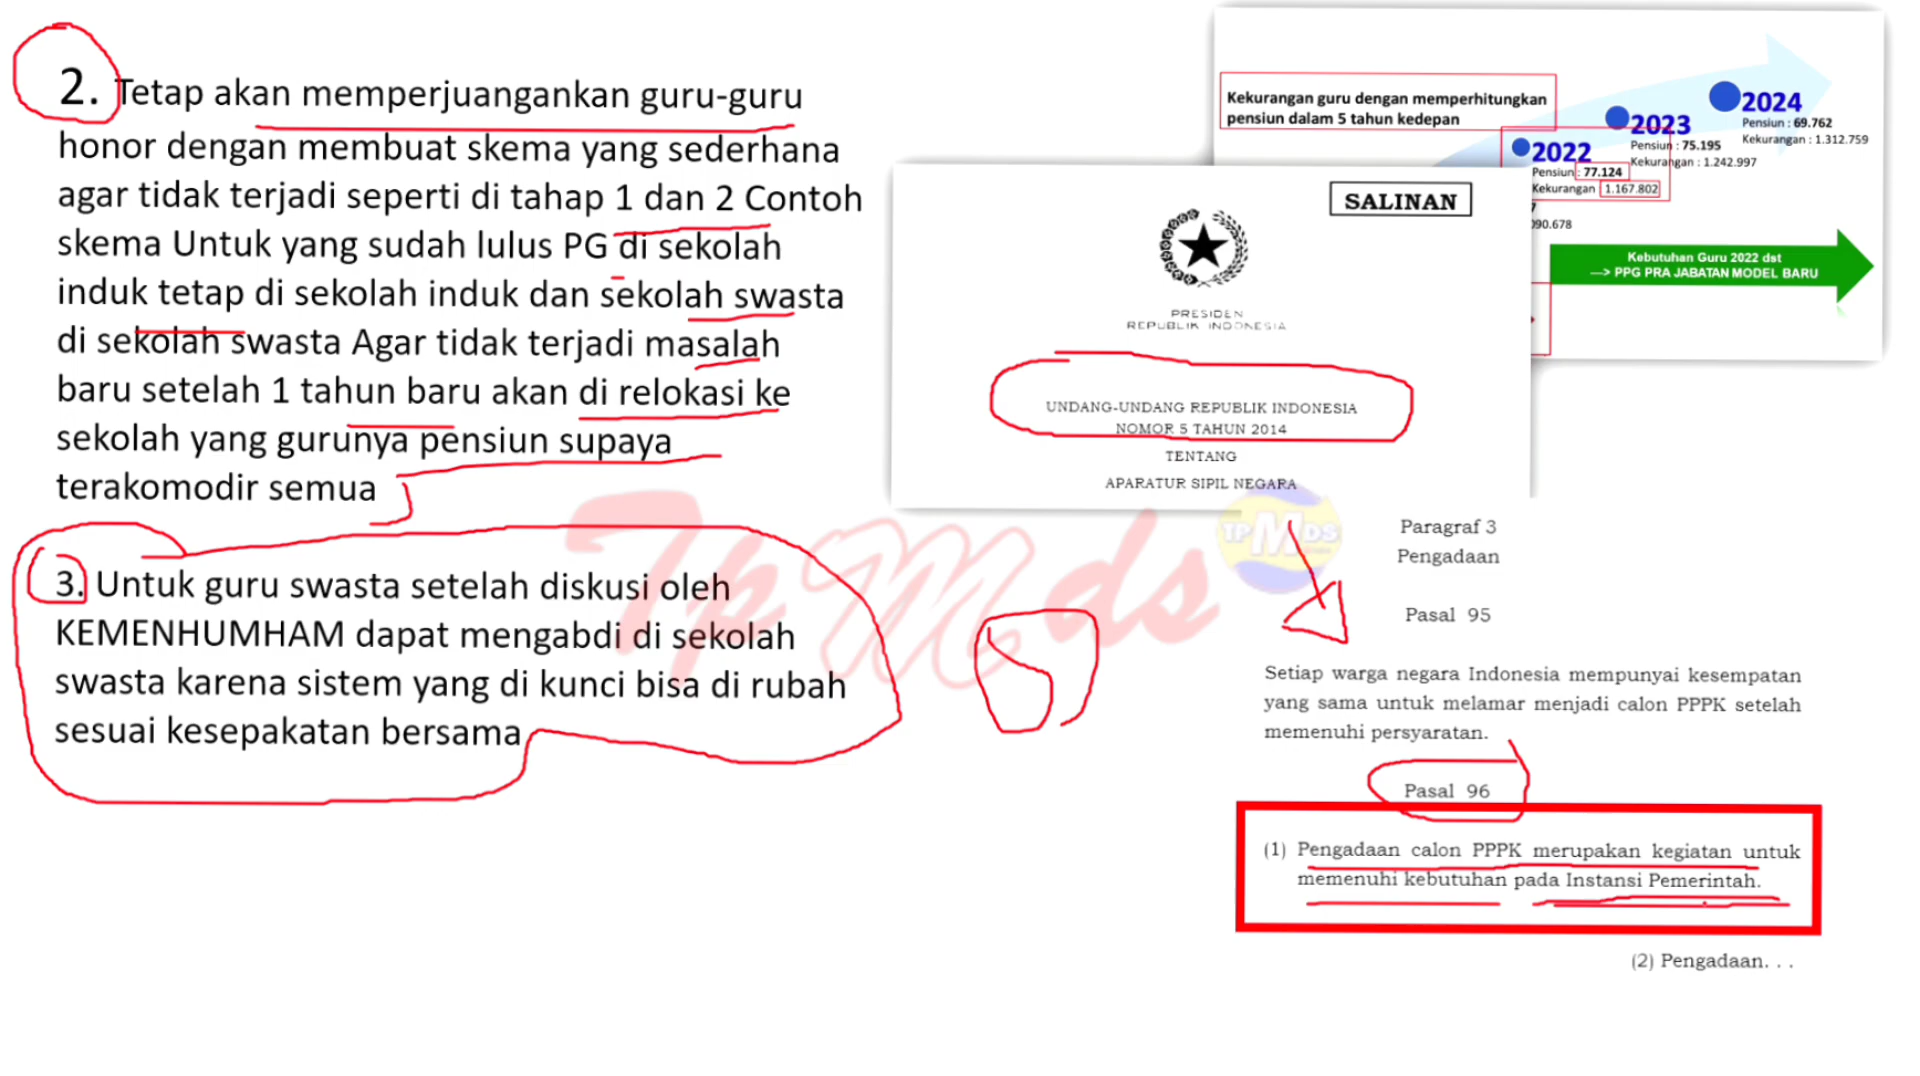 2. Tetap akan memperjuangankan guru-guru
honor dengan membuat skema yang sederhana
agar tidak terjadi seperti di tahap 1 dan 2 Contoh
skema Untuk yang sudah lulus PG di sekolah
induk tetap di sekolah induk dan sekolah swasta
di sekolah swasta Agar tidak terjadi masalah
baru setelah 1 tahun baru akan di relokasi ke
sekolah yang gurunya pensiun supaya
terakomodir semua
3. Untuk guru swasta setelah diskusi oleh
KEMENHUMHAM dapat mengabdi di sekolah
swasta karena sistem yang di kunci bisa di rubah
sesuai kesepakatan bersama
Kekurangan guru dengan memperhitungkan
pensiun dalam 5 tahun kedepan
2024
Pensiun : 69.762
Kekurangan : 1.312.759
2023
Pensiun : 75.195
Kekurangan : 1.242.997
2022
Pensiun : 77.124
Kekurangan 1.167.802
7
090.678
Kebutuhan Guru 2022 dst
—> PPG PRA JABATAN MODEL BARU
SALINAN
PRESIDEN
REPUBLIK INDONESIA
UNDANG-UNDANG REPUBLIK INDONESIA
NOMOR 5 TAHUN 2014
TENTANG
APARATUR SIPIL NEGARA
TpMds
TPMDS
Paragraf 3
Pengadaan
Pasal 95
Setiap warga negara Indonesia mempunyai kesempatan
yang sama untuk melamar menjadi calon PPPK setelah
memenuhi persyaratan.
Pasal 96
(1) Pengadaan calon PPPK merupakan kegiatan untuk
memenuhi kebutuhan pada Instansi Pemerintah.
(2) Pengadaan. . .